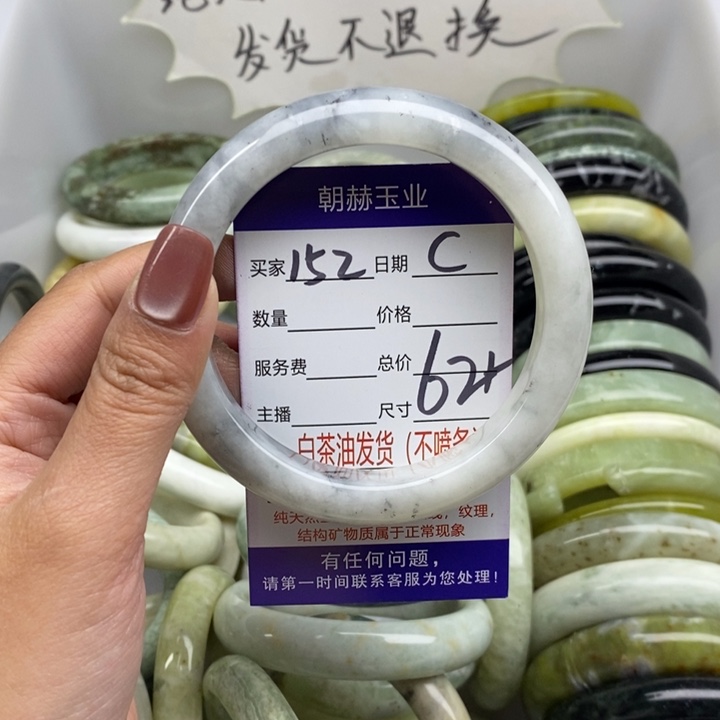 发货不退换
朝赫玉业
买家 152 日期 C
数量 价格
服务费 总价
主播 尺寸 62+
白茶油发货(不喷
纹理,
结构矿物质属于正常现象
有任何问题,
请第一时间联系客服为您处理!